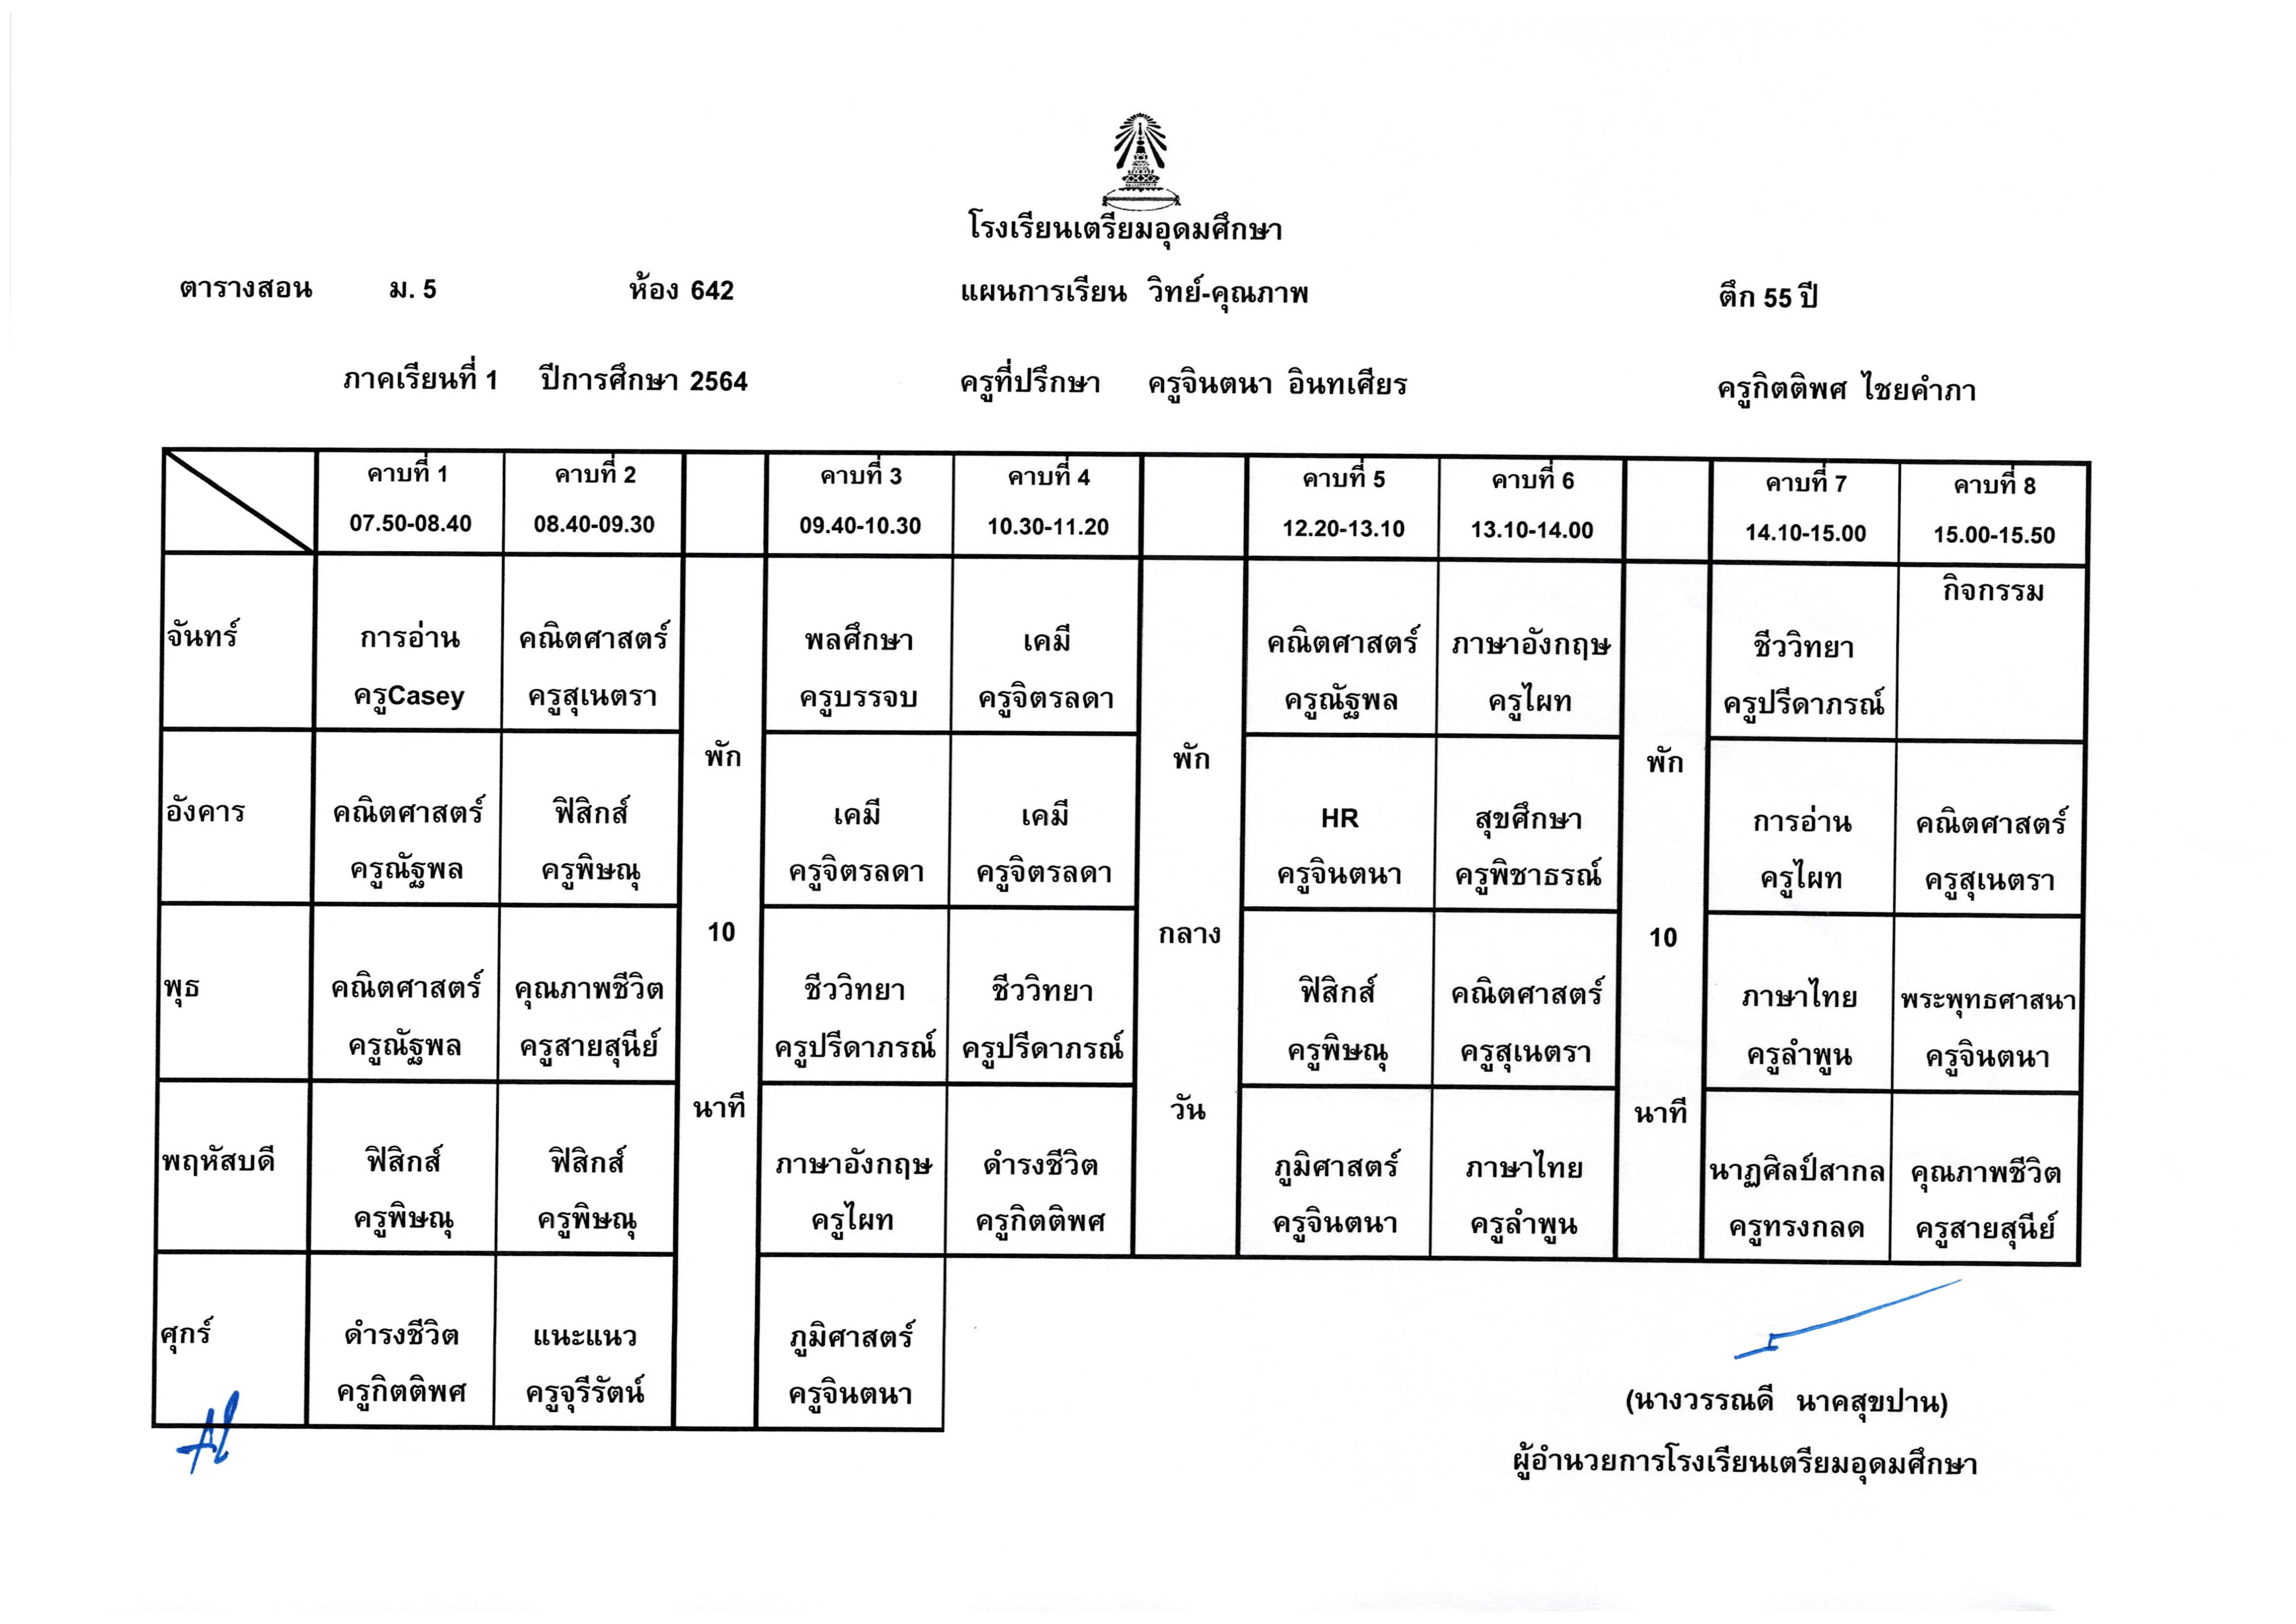 โรงเรียนเตรียมอุดมศึกษา
ตารางสอน ม. 5 ห้อง 642 แผนการเรียน วิทย์-คุณภาพ ตึก 55 ปี
ภาคเรียนที่ 1 ปีการศึกษา 2564 ครูที่ปรึกษา ครูจินตนา อินทเศียร ครูกิตติพศ ไชยคำภา
คาบที่ 1 คาบที่ 2 คาบที่ 3 คาบที่ 4 คาบที่ 5 คาบที่ 6 คาบที่ 7 คาบที่ 8
07.50-08.40 08.40-09.30 09.40-10.30 10.30-11.20 12.20-13.10 13.10-14.00 14.10-15.00 15.00-15.50
จันทร์ การอ่าน คณิตศาสตร์ พลศึกษา เคมี คณิตศาสตร์ ภาษาอังกฤษ ชีววิทยา กิจกรรม
ครูCasey ครูสุเนตรา ครูบรรจบ ครูจิตรลดา ครูณัฐพล ครูไผท ครูปรีดาภรณ์
พัก พัก พัก
อังคาร คณิตศาสตร์ ฟิสิกส์ เคมี เคมี HR สุขศึกษา การอ่าน คณิตศาสตร์
ครูณัฐพล ครูพิษณุ ครูจิตรลดา ครูจิตรลดา ครูจินตนา ครูพิชาธรณ์ ครูไผท ครูสุเนตรา
10 กลาง 10
พุธ คณิตศาสตร์ คุณภาพชีวิต ชีววิทยา ชีววิทยา ฟิสิกส์ คณิตศาสตร์ ภาษาไทย พระพุทธศาสนา
ครูณัฐพล ครูสายสุนีย์ ครูปรีดาภรณ์ ครูปรีดาภรณ์ ครูพิษณุ ครูสุเนตรา ครูลำพูน ครูจินตนา
นาที วัน นาที
พฤหัสบดี ฟิสิกส์ ฟิสิกส์ ภาษาอังกฤษ ดำรงชีวิต ภูมิศาสตร์ ภาษาไทย นาฏศิลป์สากล คุณภาพชีวิต
ครูพิษณุ ครูพิษณุ ครูไผท ครูกิตติพศ ครูจินตนา ครูลำพูน ครูทรงกลด ครูสายสุนีย์
ศุกร์ ดำรงชีวิต แนะแนว ภูมิศาสตร์
ครูกิตติพศ ครูจุรีรัตน์ ครูจินตนา
(นางวรรณดี นาคสุขปาน)
ผู้อำนวยการโรงเรียนเตรียมอุดมศึกษา